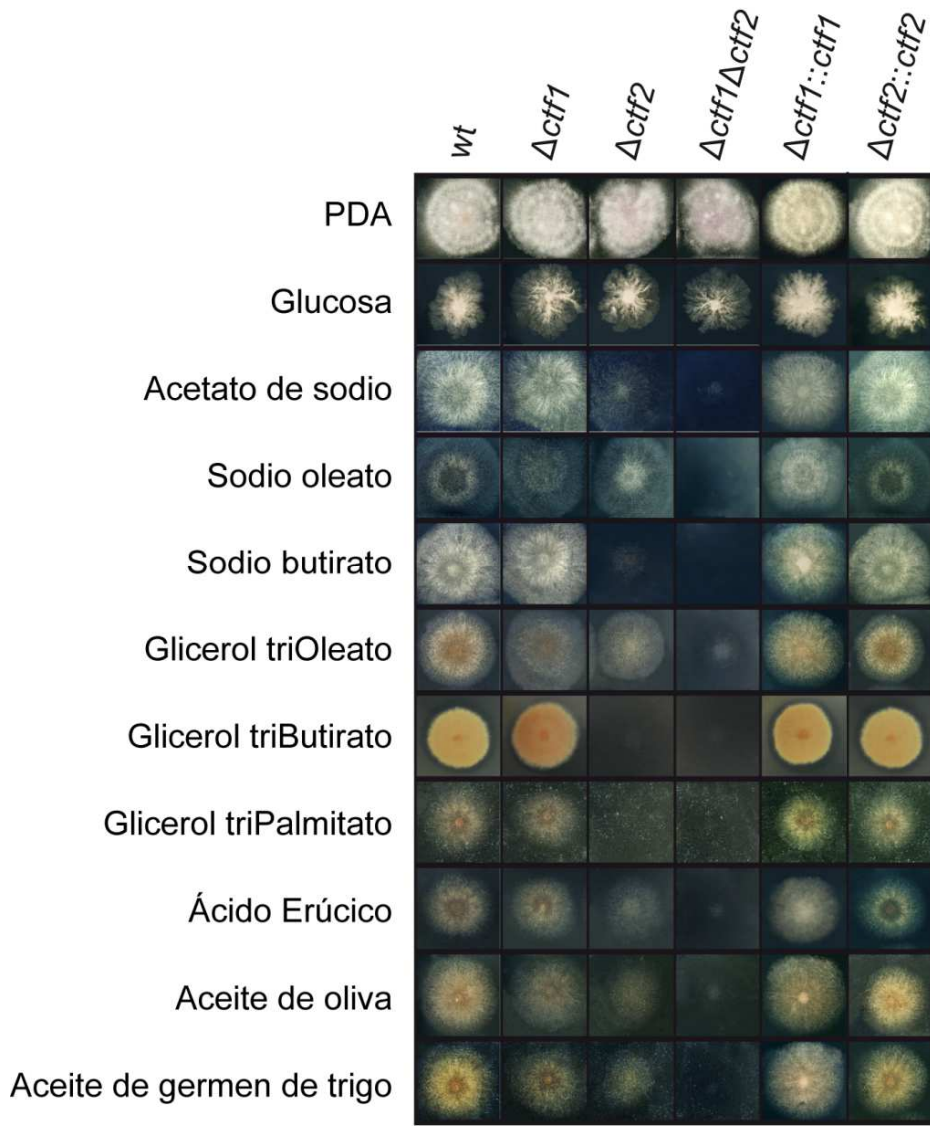 wt
Δctf1
Δctf2
Δctf1Δctf2
Δctf1::ctf1
Δctf2::ctf2
PDA
Glucosa
Acetato de sodio
Sodio oleato
Sodio butirato
Glicerol triOleato
Glicerol triButirato
Glicerol triPalmitato
Ácido Erúcico
Aceite de oliva
Aceite de germen de trigo